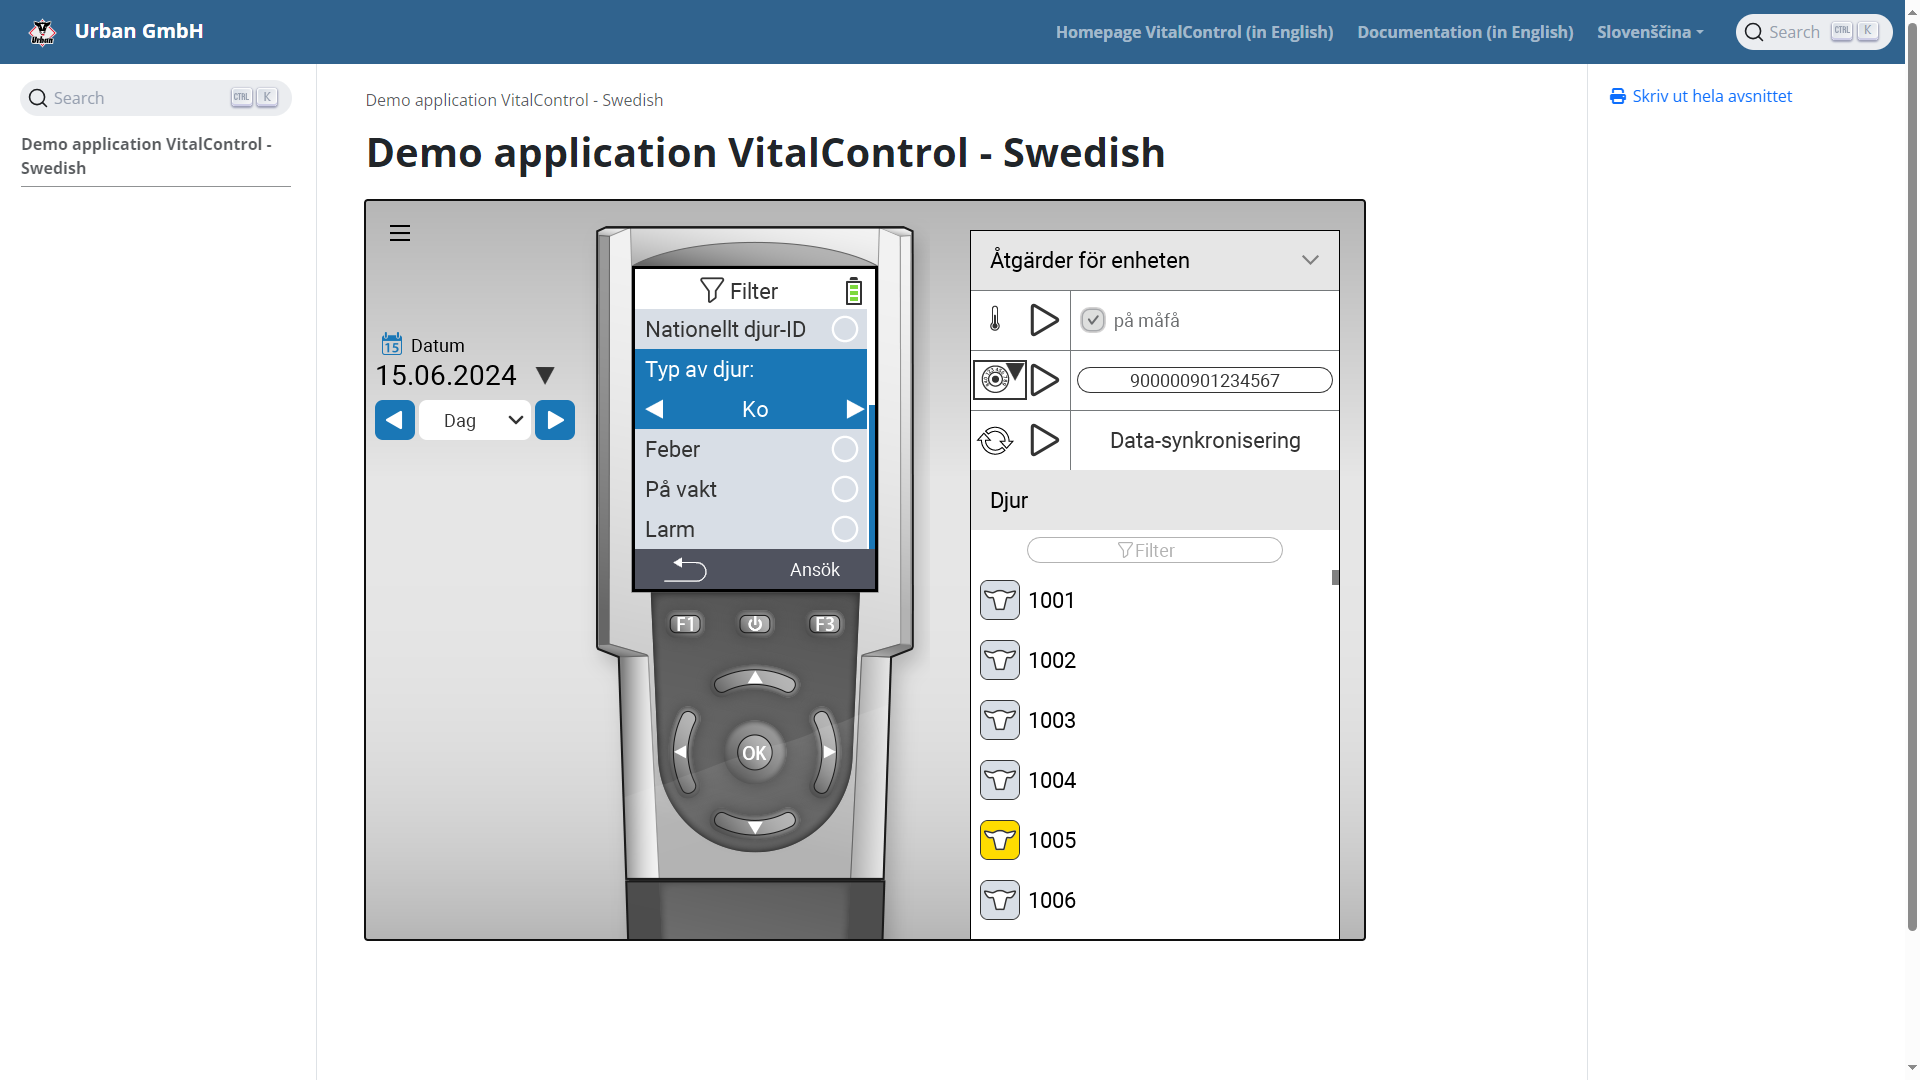 Urban GmbH
Homepage VitalControl (in English)
Documentation (in English)
Slovenščina
Search CTRL K
Search CTRL K
Demo application VitalControl -
Swedish
Demo application VitalControl - Swedish
Demo application VitalControl - Swedish
Skriv ut hela avsnittet
15 Datum
15.06.2024
Dag
Filter
Nationellt djur-ID
Typ av djur:
Ko
Feber
På vakt
Larm
Ansök
F1
F3
OK
Åtgärder för enheten
på måfå
900000901234567
Data-synkronisering
Djur
Filter
1001
1002
1003
1004
1005
1006